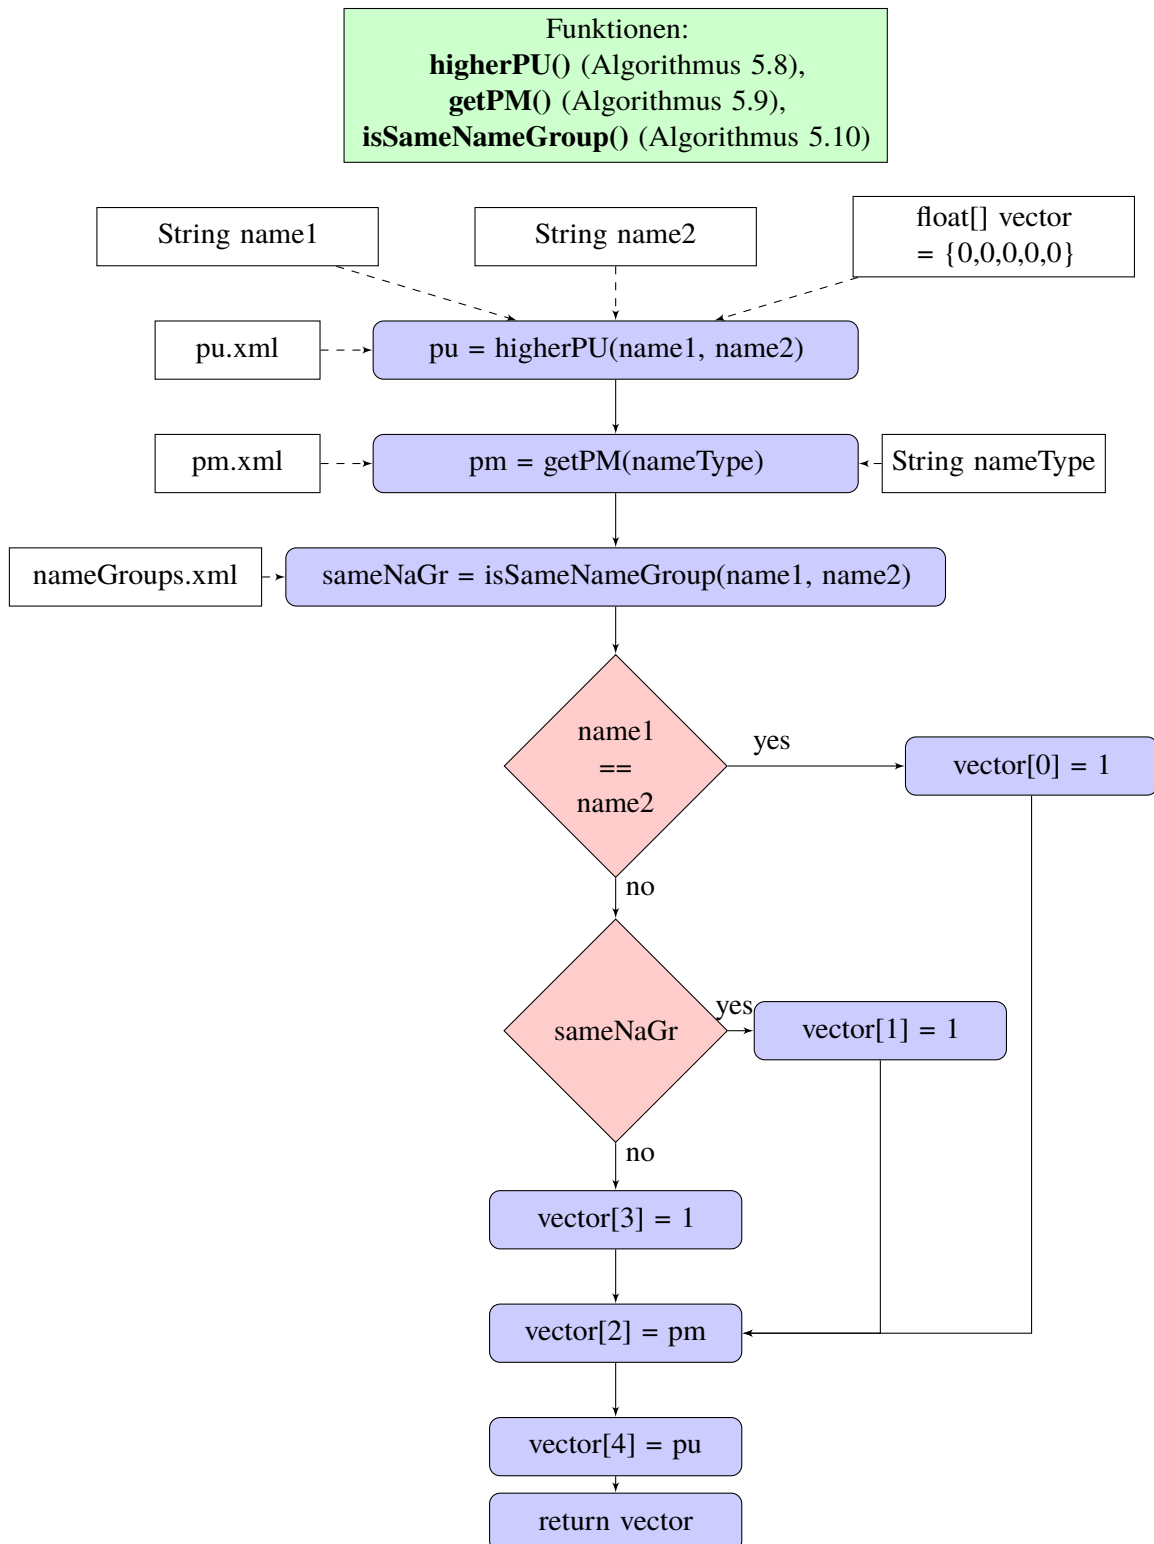 Funktionen:
higherPU() (Algorithmus 5.8),
getPM() (Algorithmus 5.9),
isSameNameGroup() (Algorithmus 5.10)
String name1
String name2
float[] vector
= {0,0,0,0,0}
pu.xml
pu = higherPU(name1, name2)
pm.xml
pm = getPM(nameType)
String nameType
nameGroups.xml
sameNaGr = isSameNameGroup(name1, name2)
name1
==
name2
yes
vector[0] = 1
no
sameNaGr
yes
vector[1] = 1
no
vector[3] = 1
vector[2] = pm
vector[4] = pu
return vector